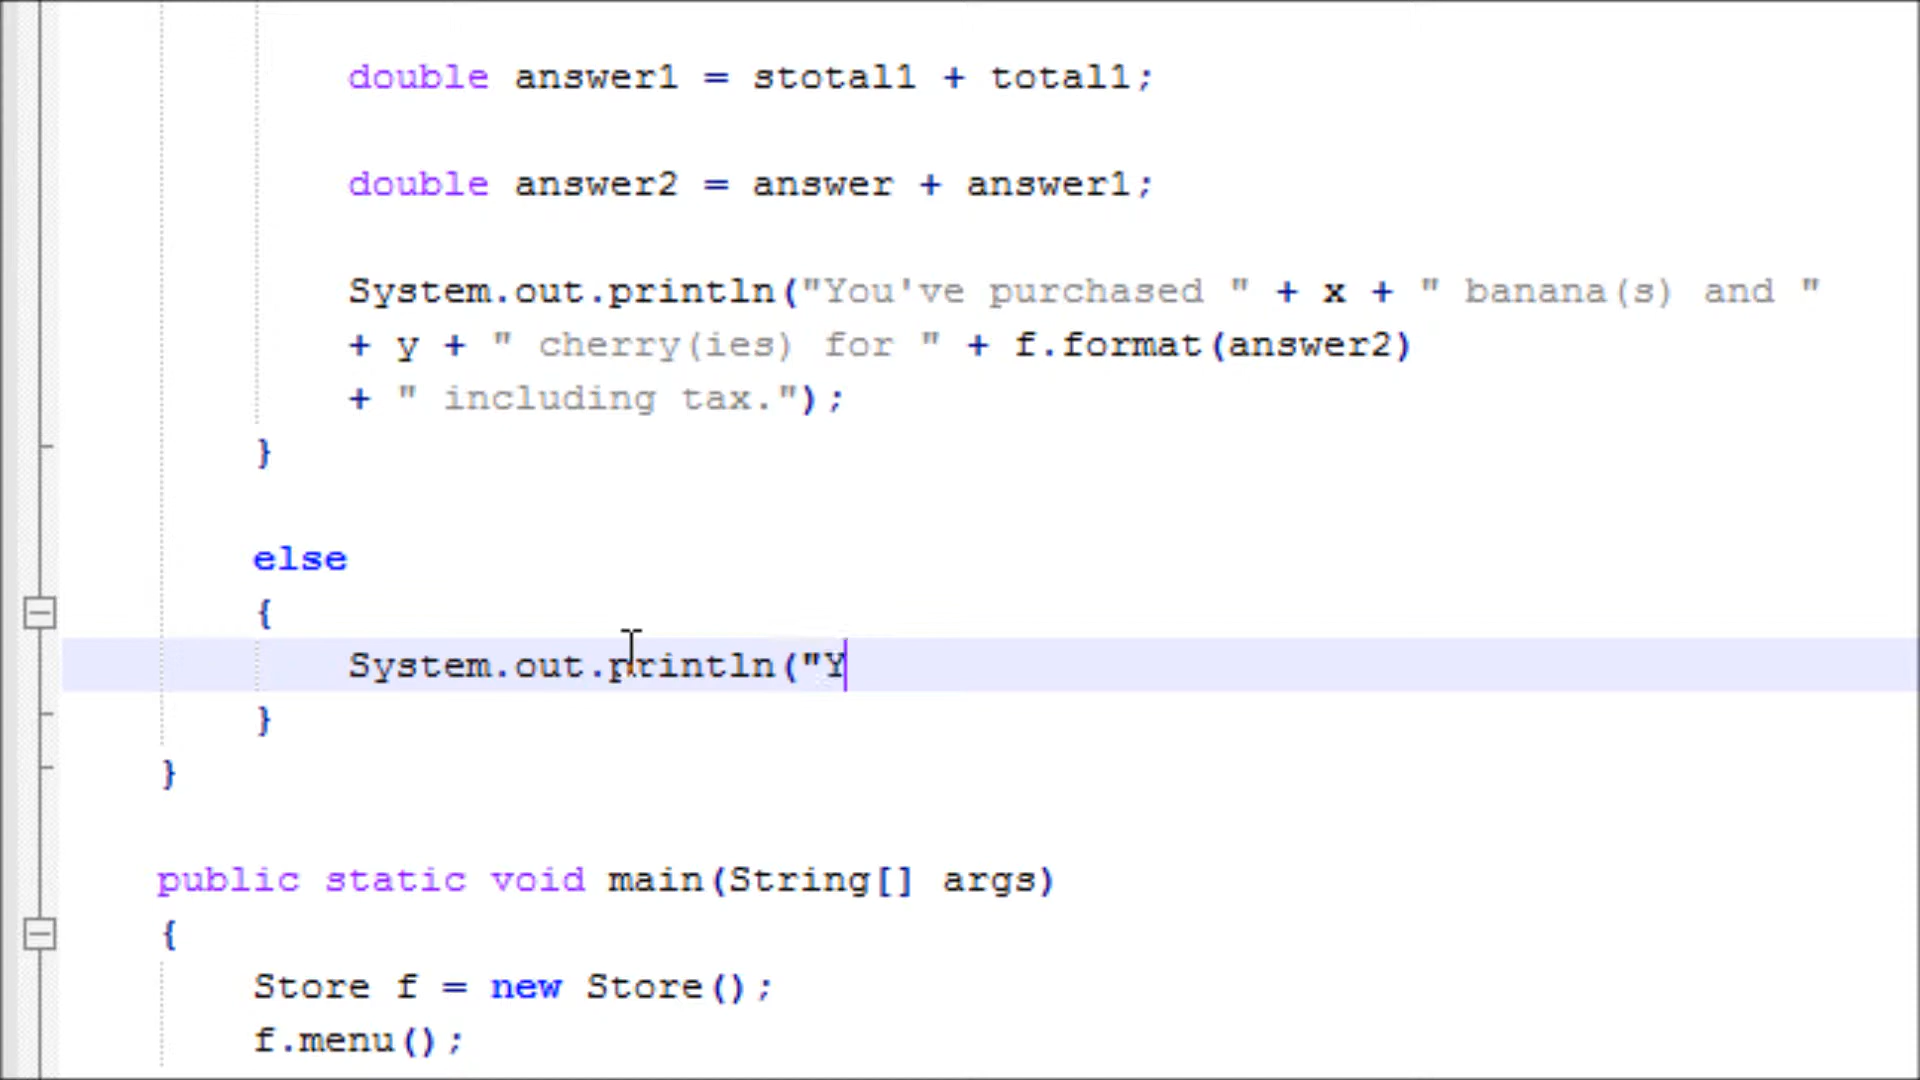 double answer1 = stotal1 + total1;
double answer2 = answer + answer1;
System.out.println("You've purchased " + x + " banana(s) and "
+ y + " cherry(ies) for " + f.format(answer2)
+ " including tax.");
}
else
{
System.out.println("Y
}
}
public static void main(String[] args)
{
Store f = new Store();
f.menu();